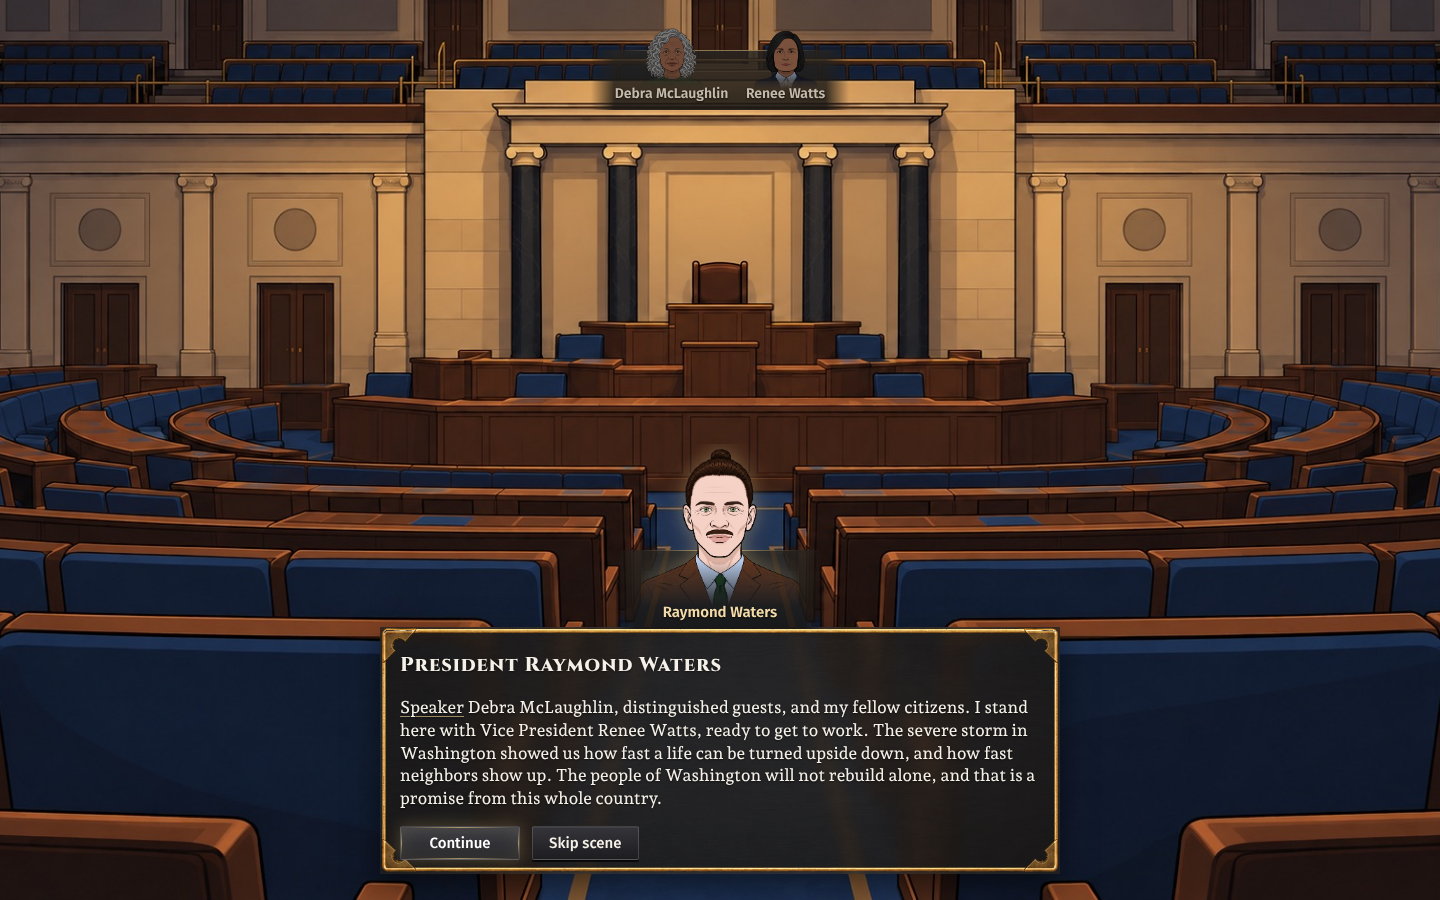 Debra McLaughlin Renee Watts
Raymond Waters
President Raymond Waters
Speaker Debra McLaughlin, distinguished guests, and my fellow citizens. I stand
here with Vice President Renee Watts, ready to get to work. The severe storm in
Washington showed us how fast a life can be turned upside down, and how fast
neighbors show up. The people of Washington will not rebuild alone, and that is a
promise from this whole country.
Continue Skip scene